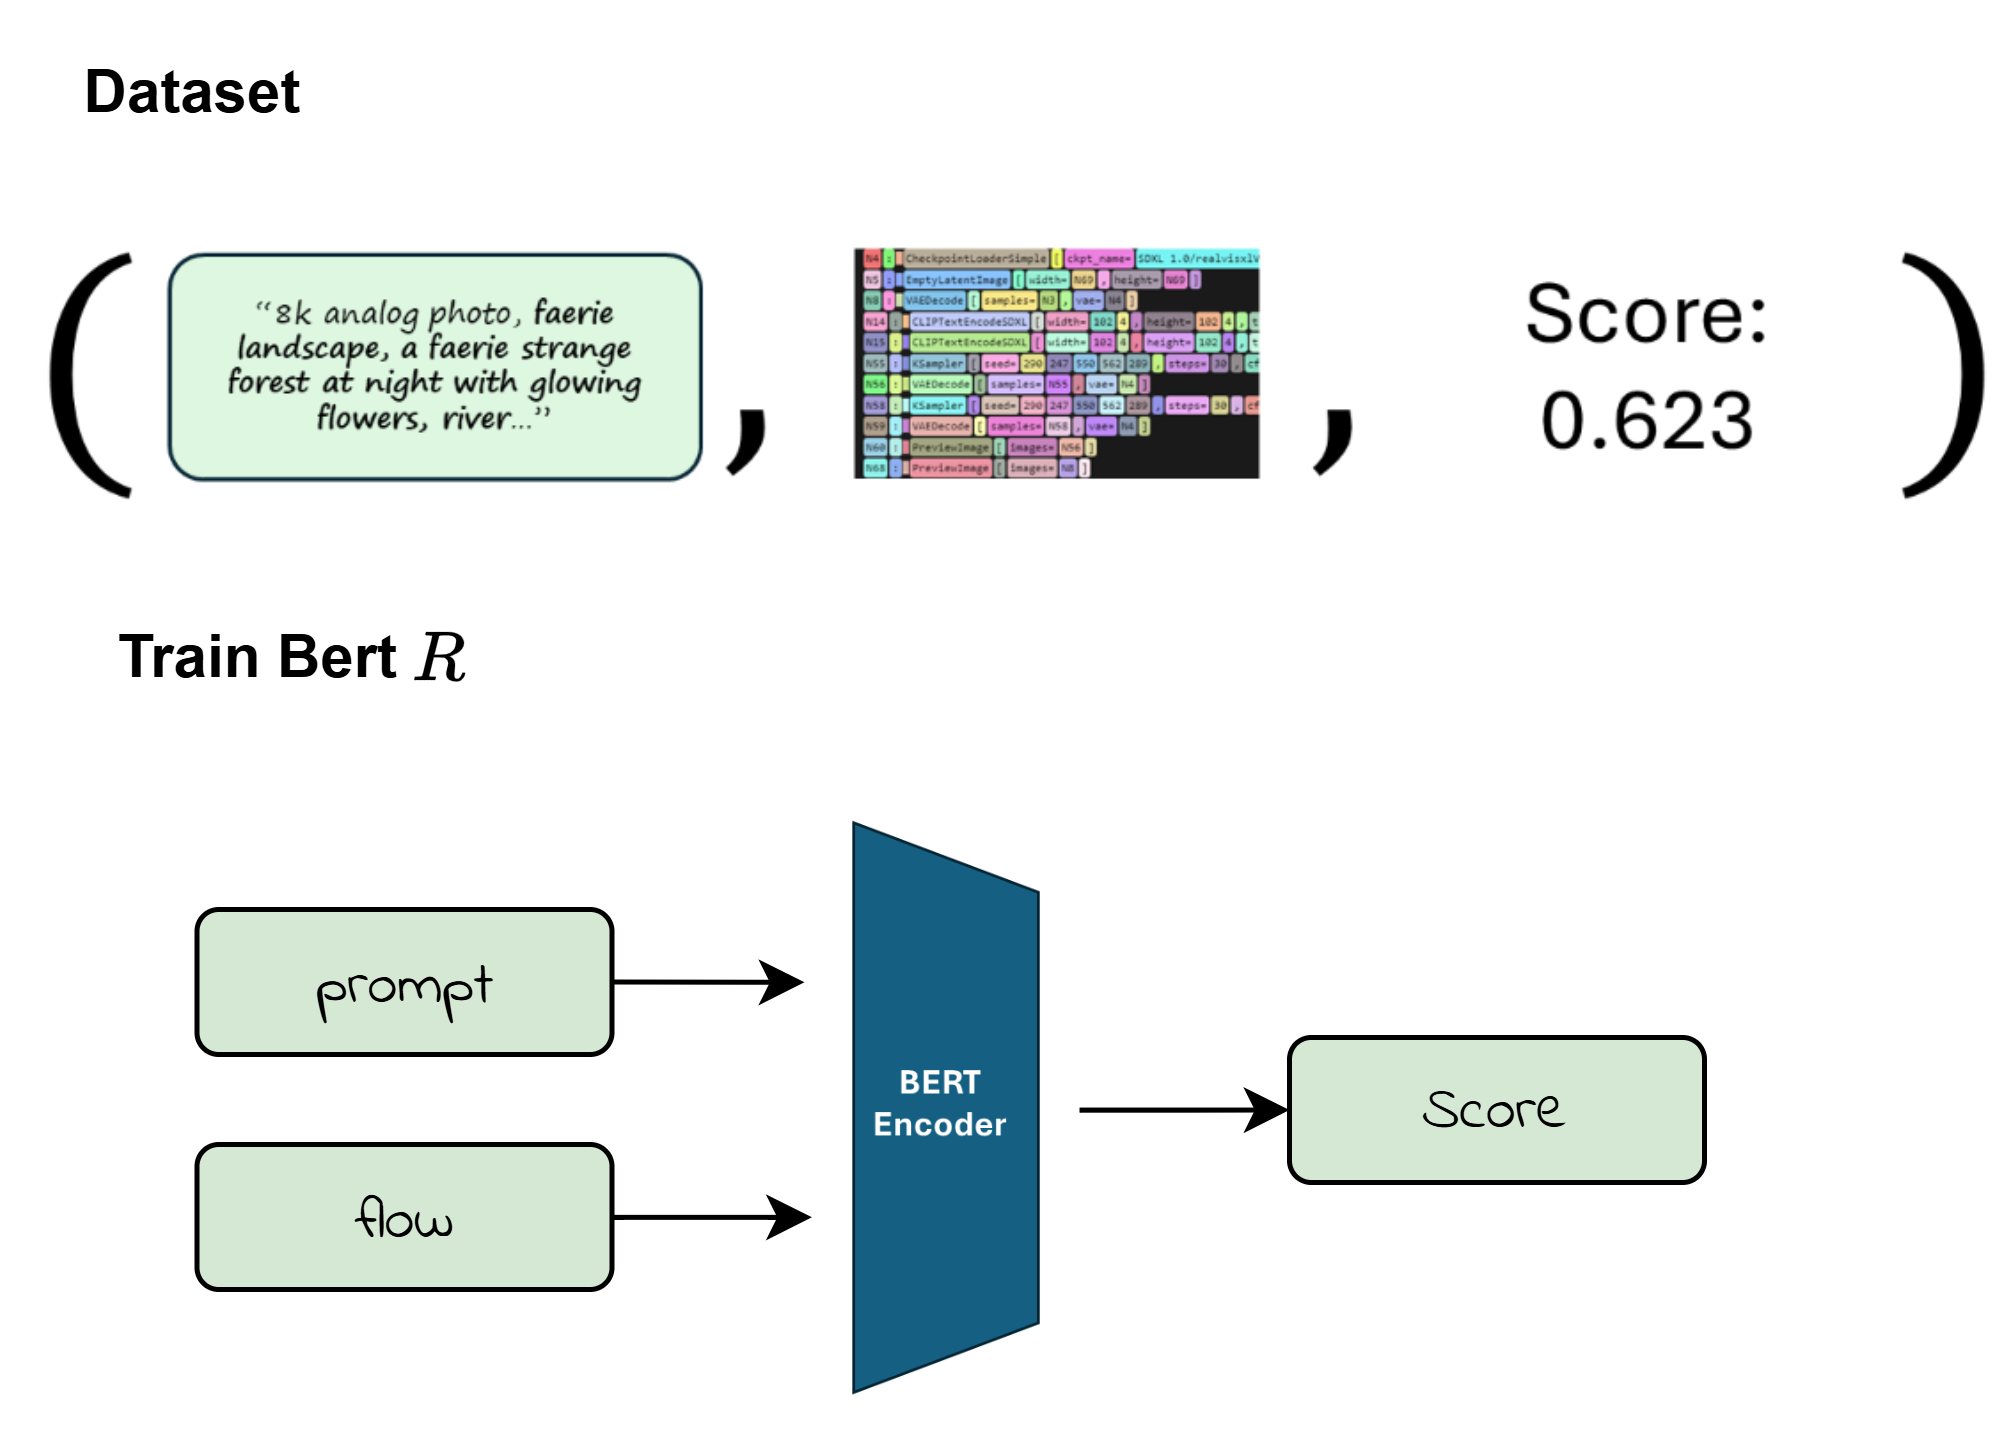 Dataset
“8k analog photo, faerie
landscape, a faerie strange
forest at night with glowing
flowers, river...”
,
N4 : CheckpointLoaderSimple [ ckpt_name= SDXL 1.0/realvisxlV
N5 : EmptyLatentImage [ width= N69 , height= N69 ]
N8 : VAEDecode [ samples= N3 , vae= N4 ]
N14 : CLIPTextEncodeSDXL [ width= 102 4 , height= 102 4 , t
N15 : CLIPTextEncodeSDXL [ width= 102 4 , height= 102 4 , t
N55 : KSampler [ seed= 290 247 550 562 289 , steps= 30 , cf
N56 : VAEDecode [ samples= N55 , vae= N4 ]
N58 : KSampler [ seed= 290 247 550 562 289 , steps= 30 , cf
N59 : VAEDecode [ samples= N58 , vae= N4 ]
N60 : PreviewImage [ images= N56 ]
N68 : PreviewImage [ images= N8 ]
,
Score:
0.623
Train Bert R
prompt
flow
BERT
Encoder
Score